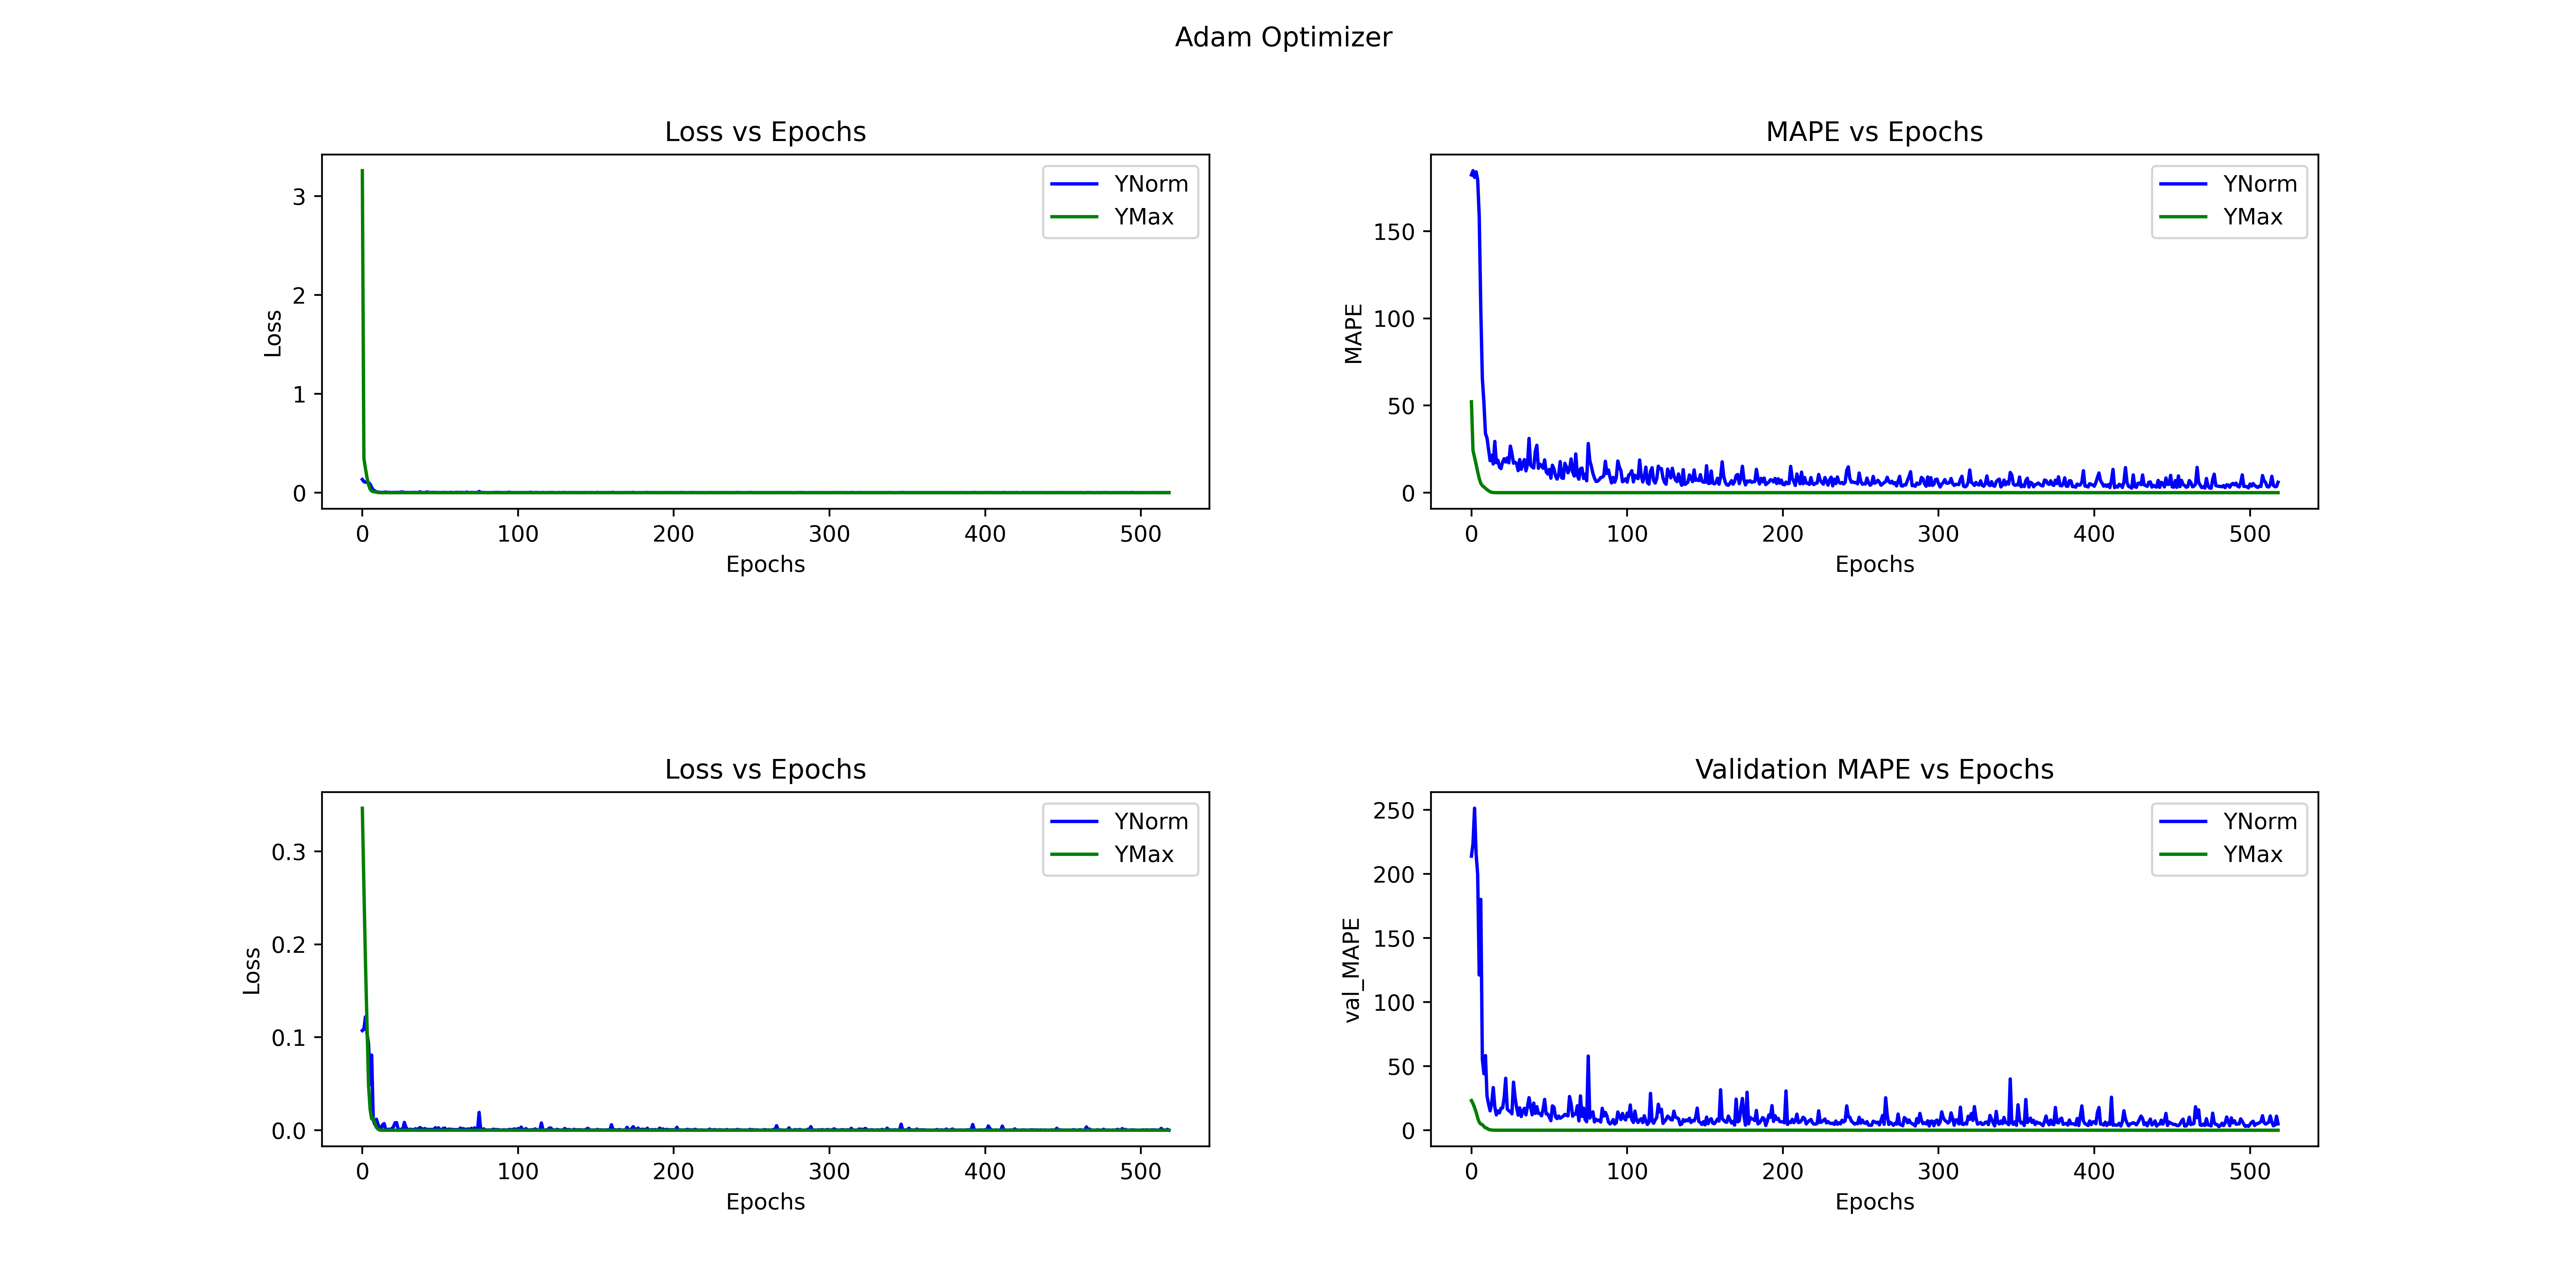 Adam Optimizer
Loss vs Epochs
YNorm
YMax
3
2
1
0
Loss
0 100 200 300 400 500
Epochs
MAPE vs Epochs
YNorm
YMax
150
100
50
0
MAPE
0 100 200 300 400 500
Epochs
Loss vs Epochs
YNorm
YMax
0.3
0.2
0.1
0.0
Loss
0 100 200 300 400 500
Epochs
Validation MAPE vs Epochs
YNorm
YMax
250
200
150
100
50
0
val_MAPE
0 100 200 300 400 500
Epochs